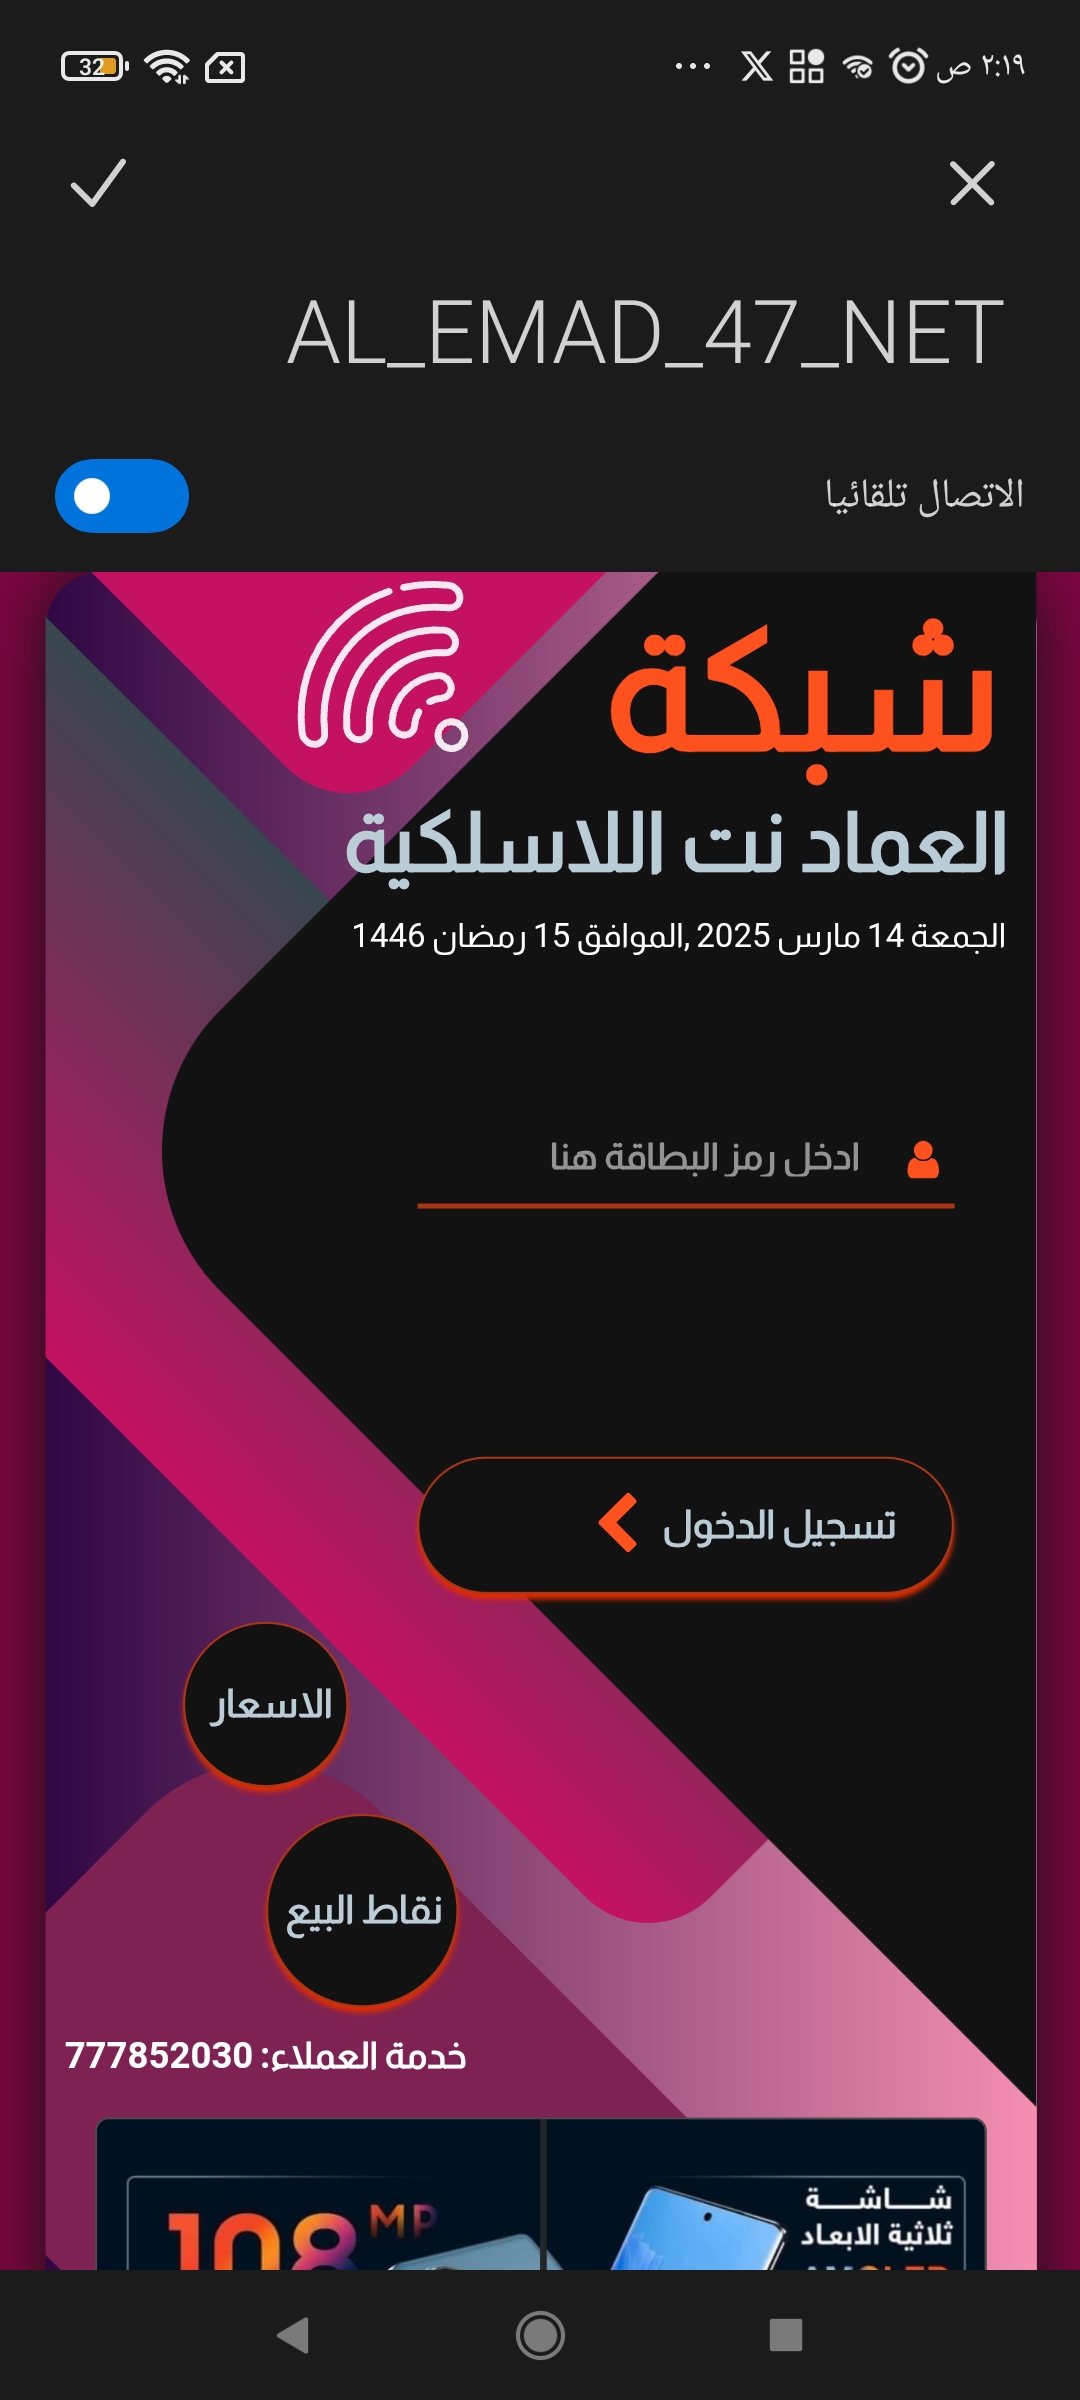 ٢:١٩ ص
32
AL_EMAD_47_NET
الاتصال تلقائيا
شبكة
العماد نت اللاسلكية
الجمعة 14 مارس 2025 ,الموافق 15 رمضان 1446
ادخل رمز البطاقة هنا
تسجيل الدخول
الاسعار
نقاط البيع
خدمة العملاء: 777852030
شـــاشـــة
ثلاثية الابعاد
108 MP